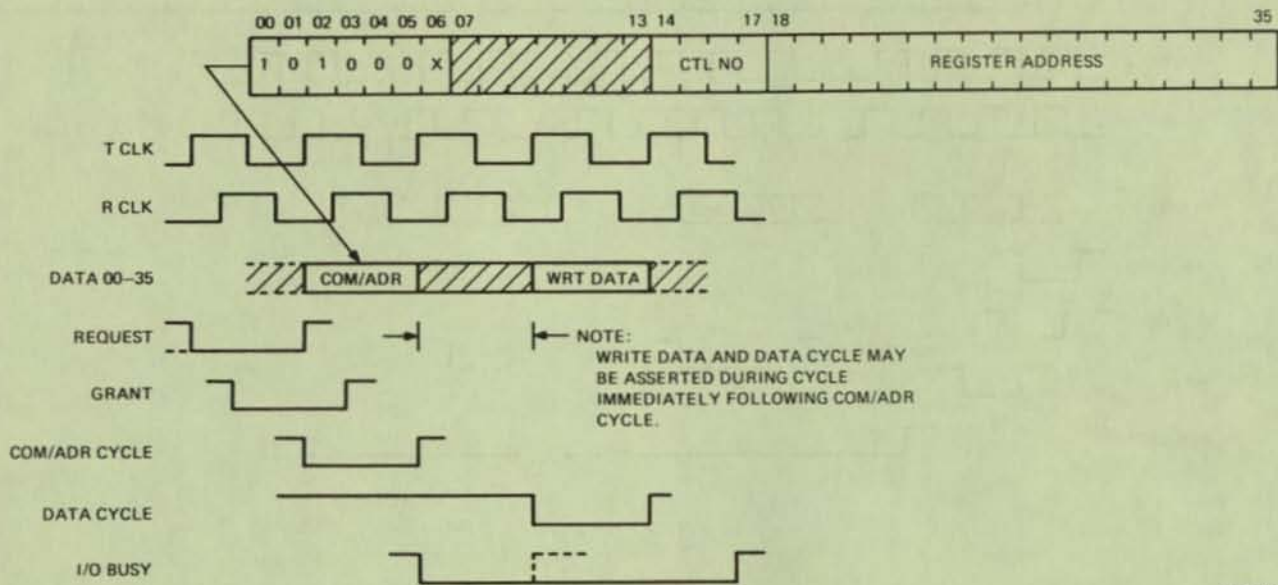 00 01 02 03 04 05 06 07 13 14 17 18 35
1 0 1 0 0 0 X CTL NO REGISTER ADDRESS
T CLK
R CLK
DATA 00–35 COM/ADR WRT DATA
REQUEST
NOTE:
WRITE DATA AND DATA CYCLE MAY
BE ASSERTED DURING CYCLE
IMMEDIATELY FOLLOWING COM/ADR
CYCLE.
GRANT
COM/ADR CYCLE
DATA CYCLE
I/O BUSY